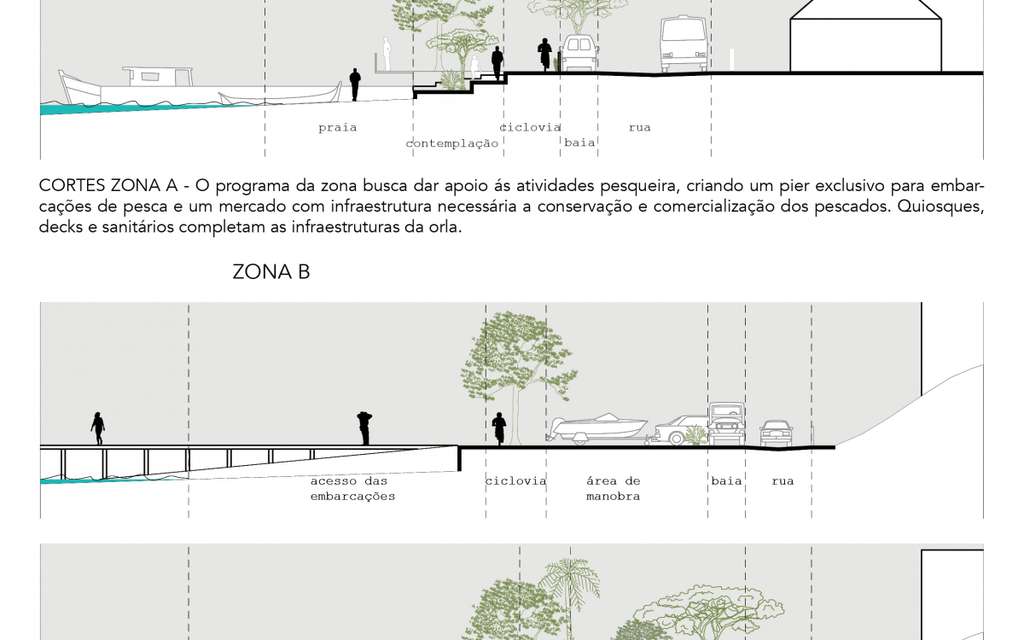 praia
contemplação
ciclovia
baia
rua
CORTES ZONA A - O programa da zona busca dar apoio ás atividades pesqueira, criando um pier exclusivo para embar-
cações de pesca e um mercado com infraestrutura necessária a conservação e comercialização dos pescados. Quiosques,
decks e sanitários completam as infraestruturas da orla.
ZONA B
acesso das
embarcações
ciclovia
área de
manobra
baia
rua